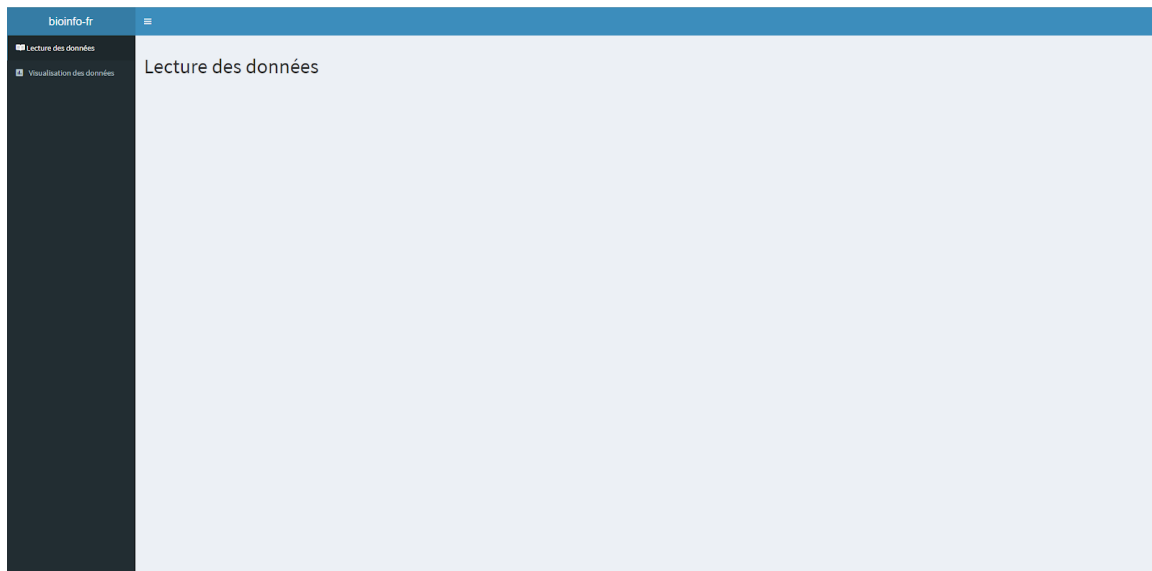 bioinfo-fr
Lecture des données
Visualisation des données
Lecture des données